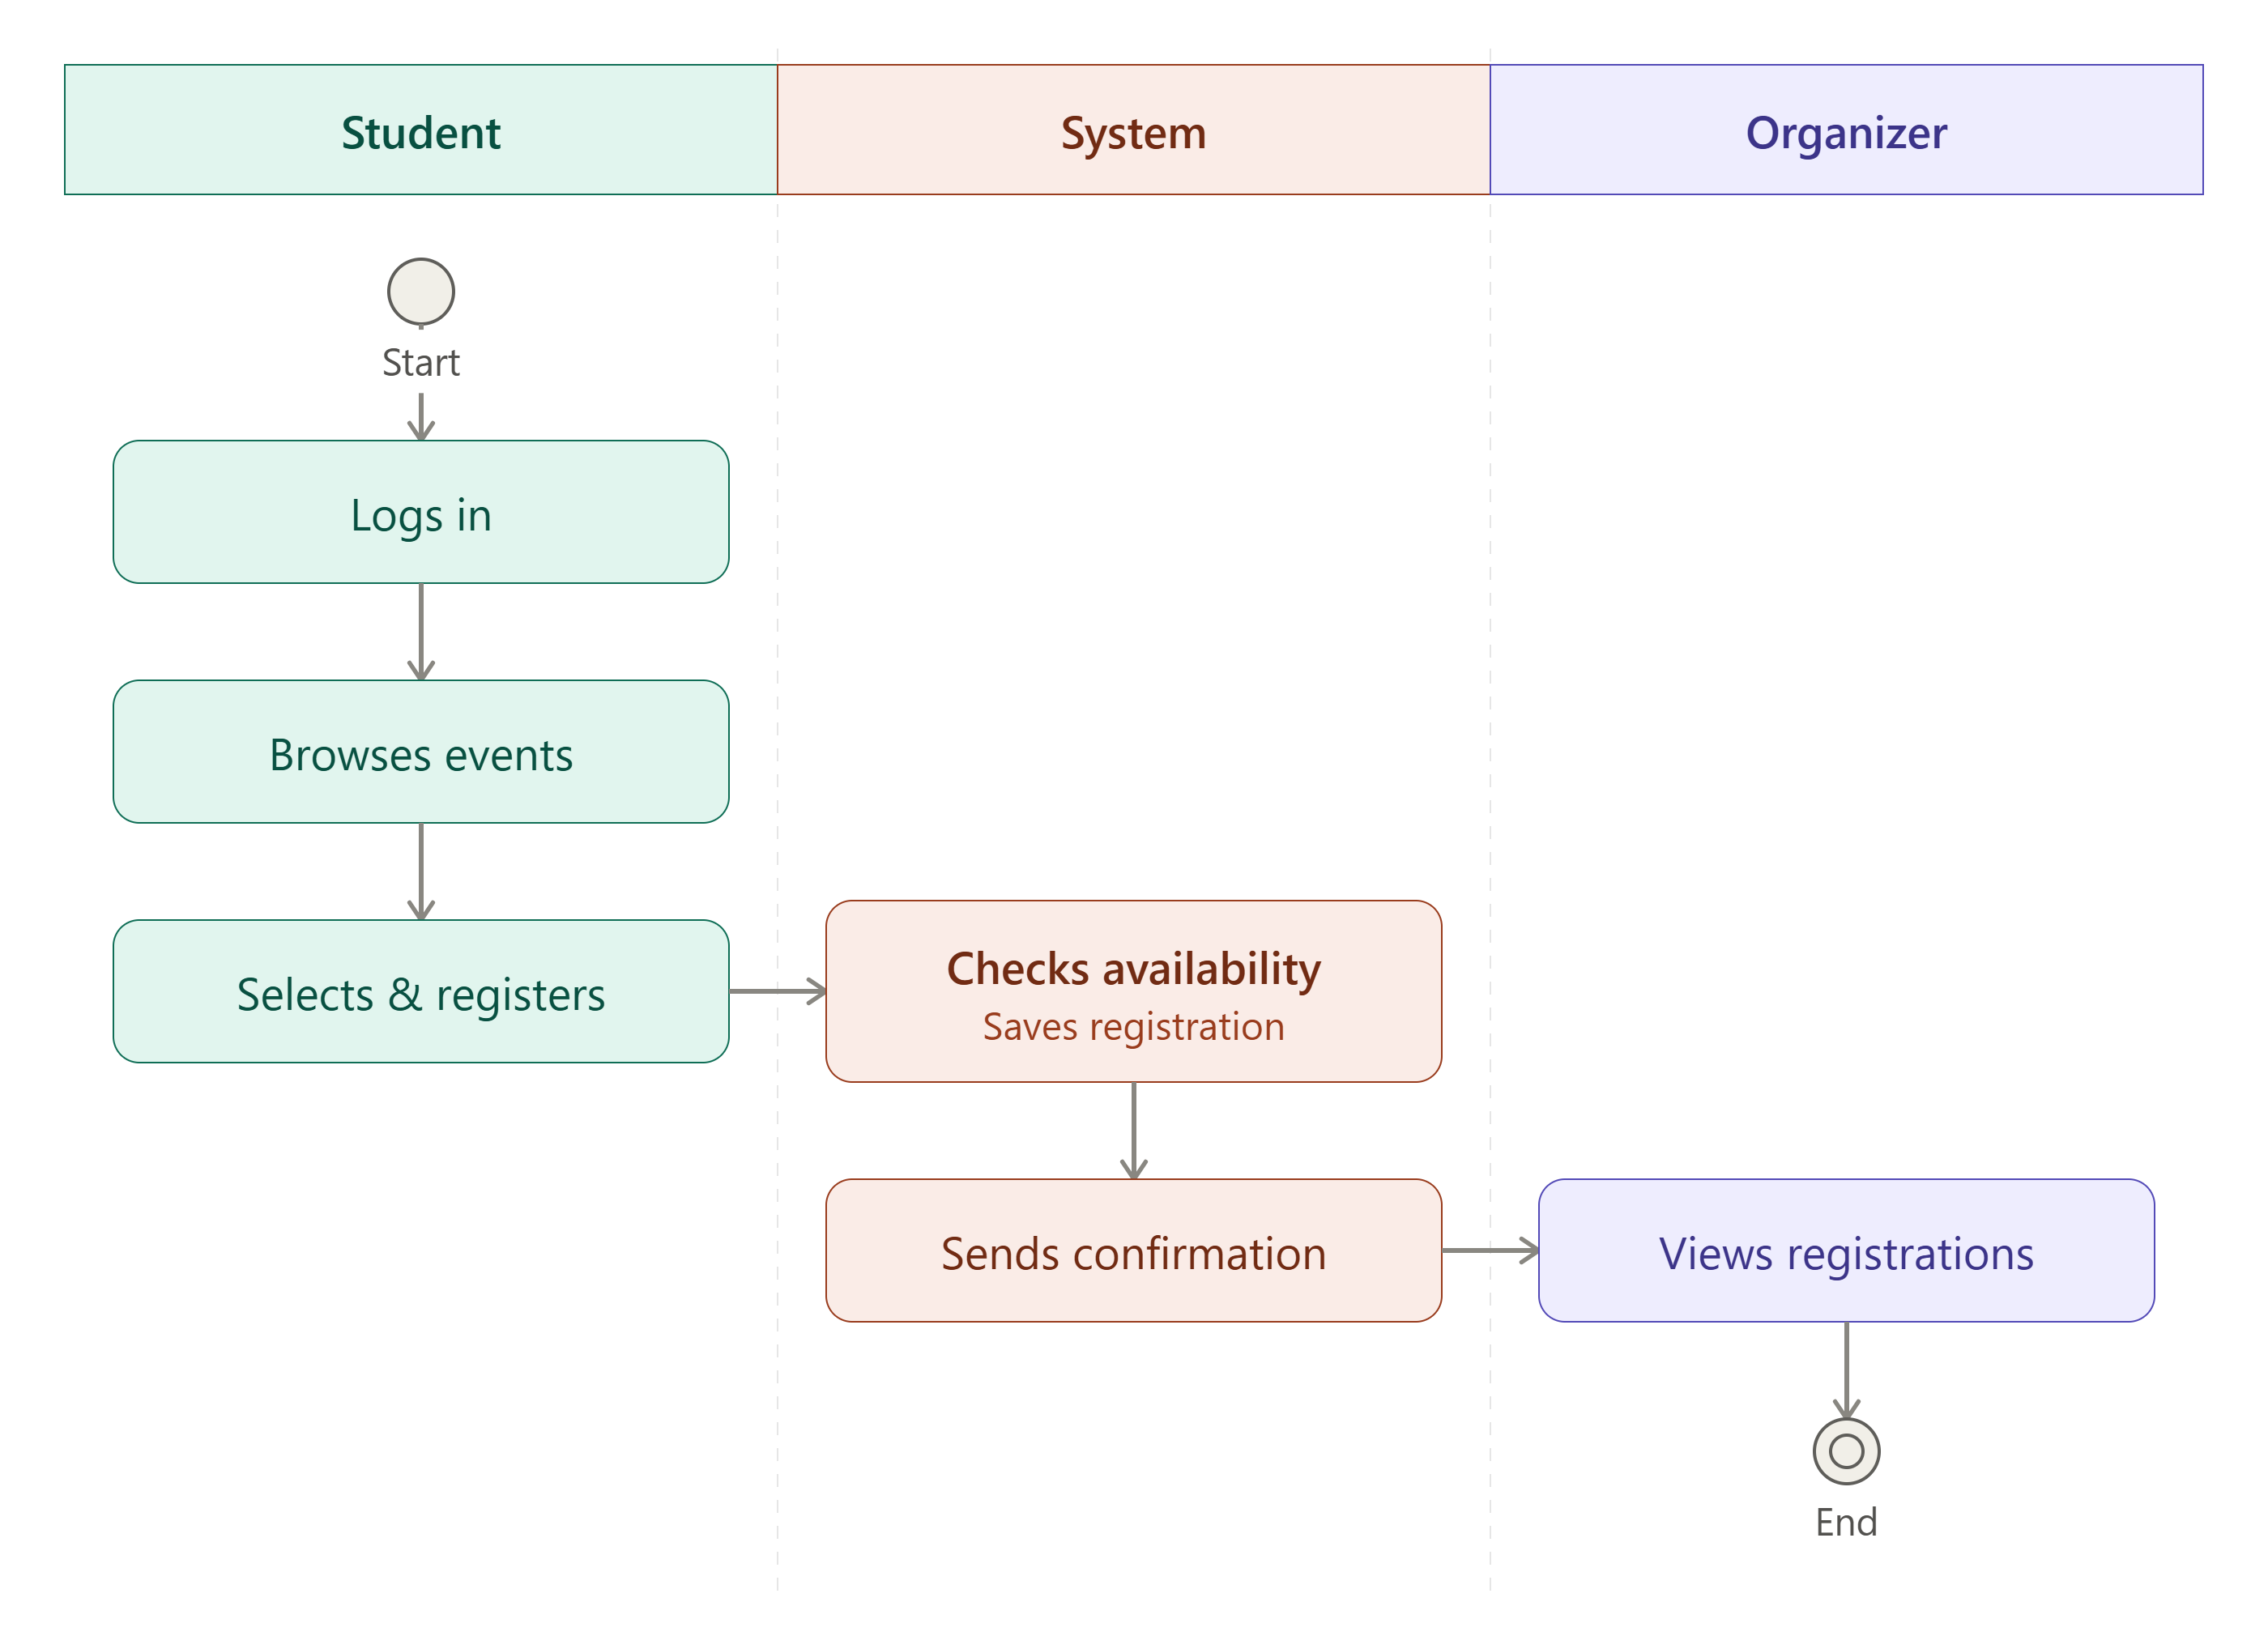 Student
System
Organizer
Start
Logs in
Browses events
Selects & registers
Checks availability
Saves registration
Sends confirmation
Views registrations
End